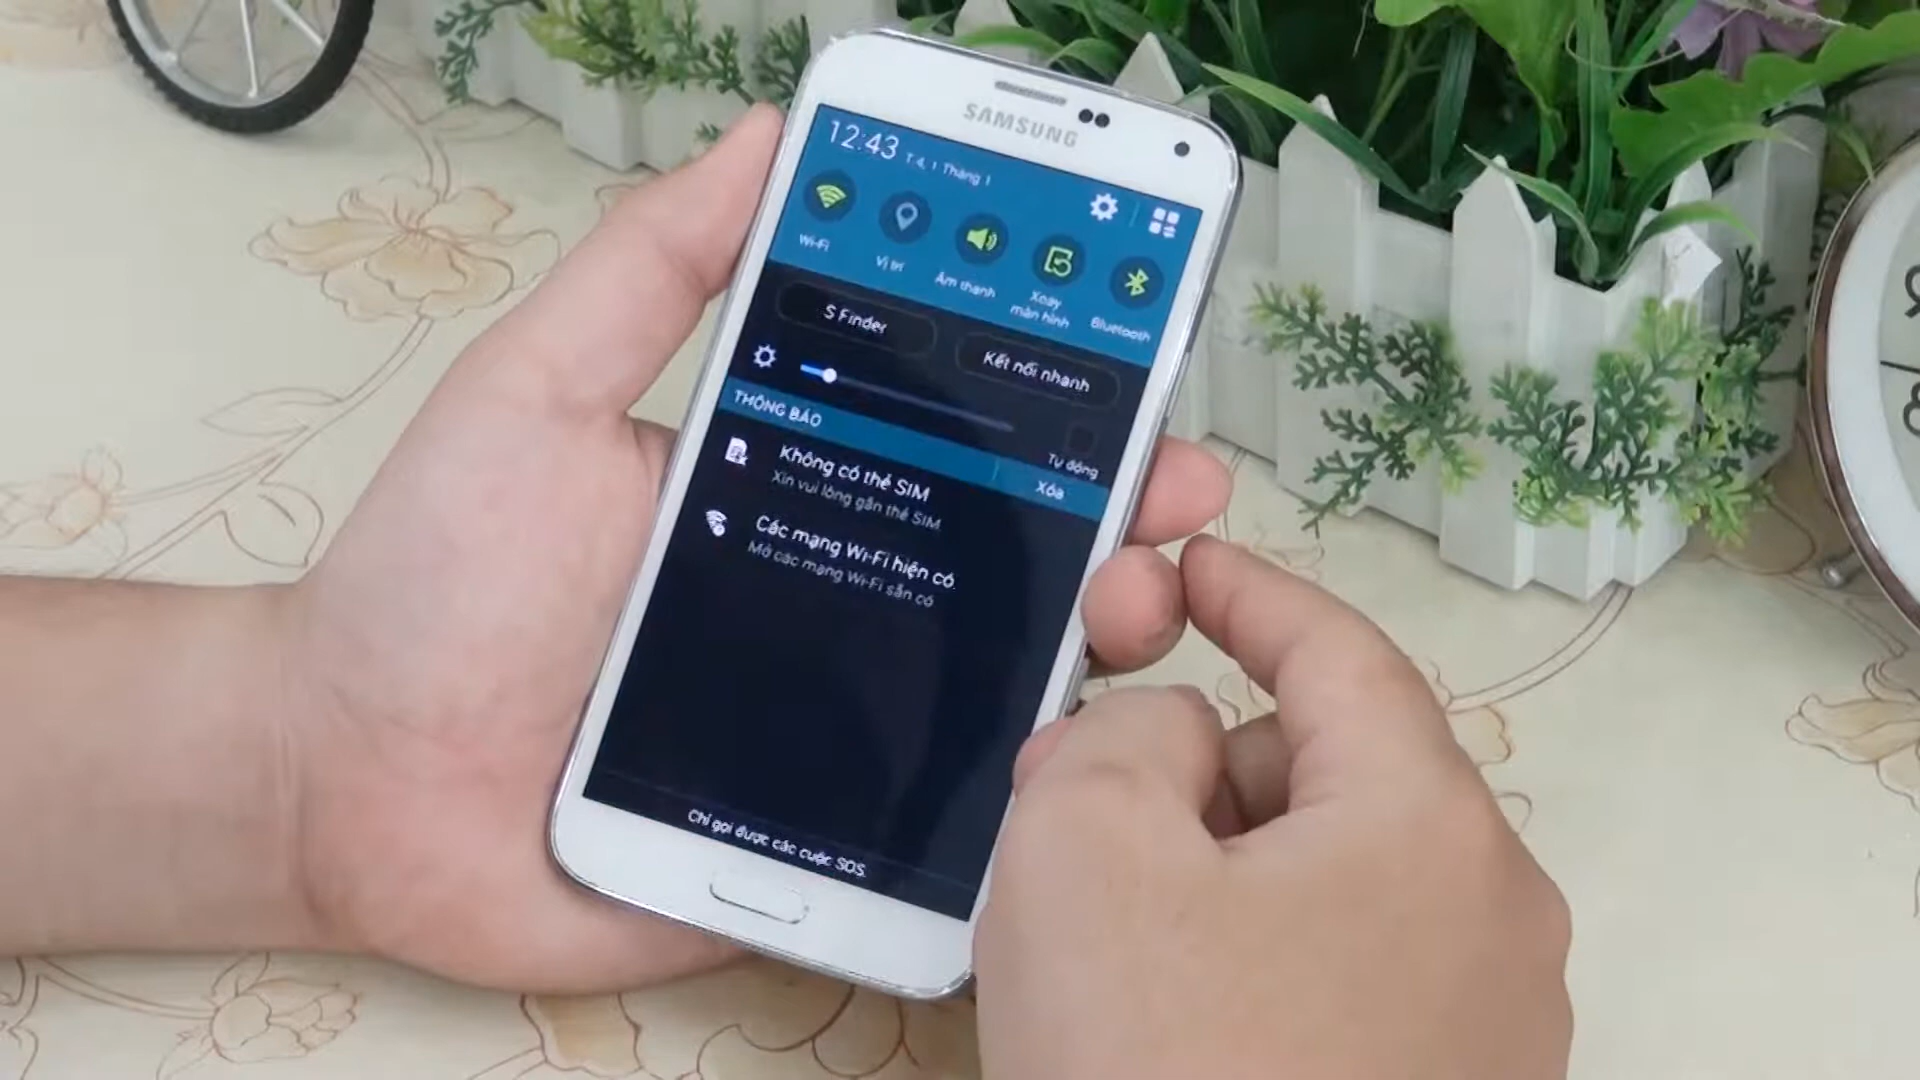 SAMSUNG
12:43 T.4, 1 Tháng 1
Wi-Fi
Vị trí
Âm thanh
Xoay
màn hình
Bluetooth
S Finder
Kết nối nhanh
Tự động
THÔNG BÁO
Xóa
Không có thẻ SIM
Xin vui lòng gắn thẻ SIM
Các mạng Wi-Fi hiện có
Mở các mạng Wi-Fi sẵn có
Chỉ gọi được các cuộc SOS.
8